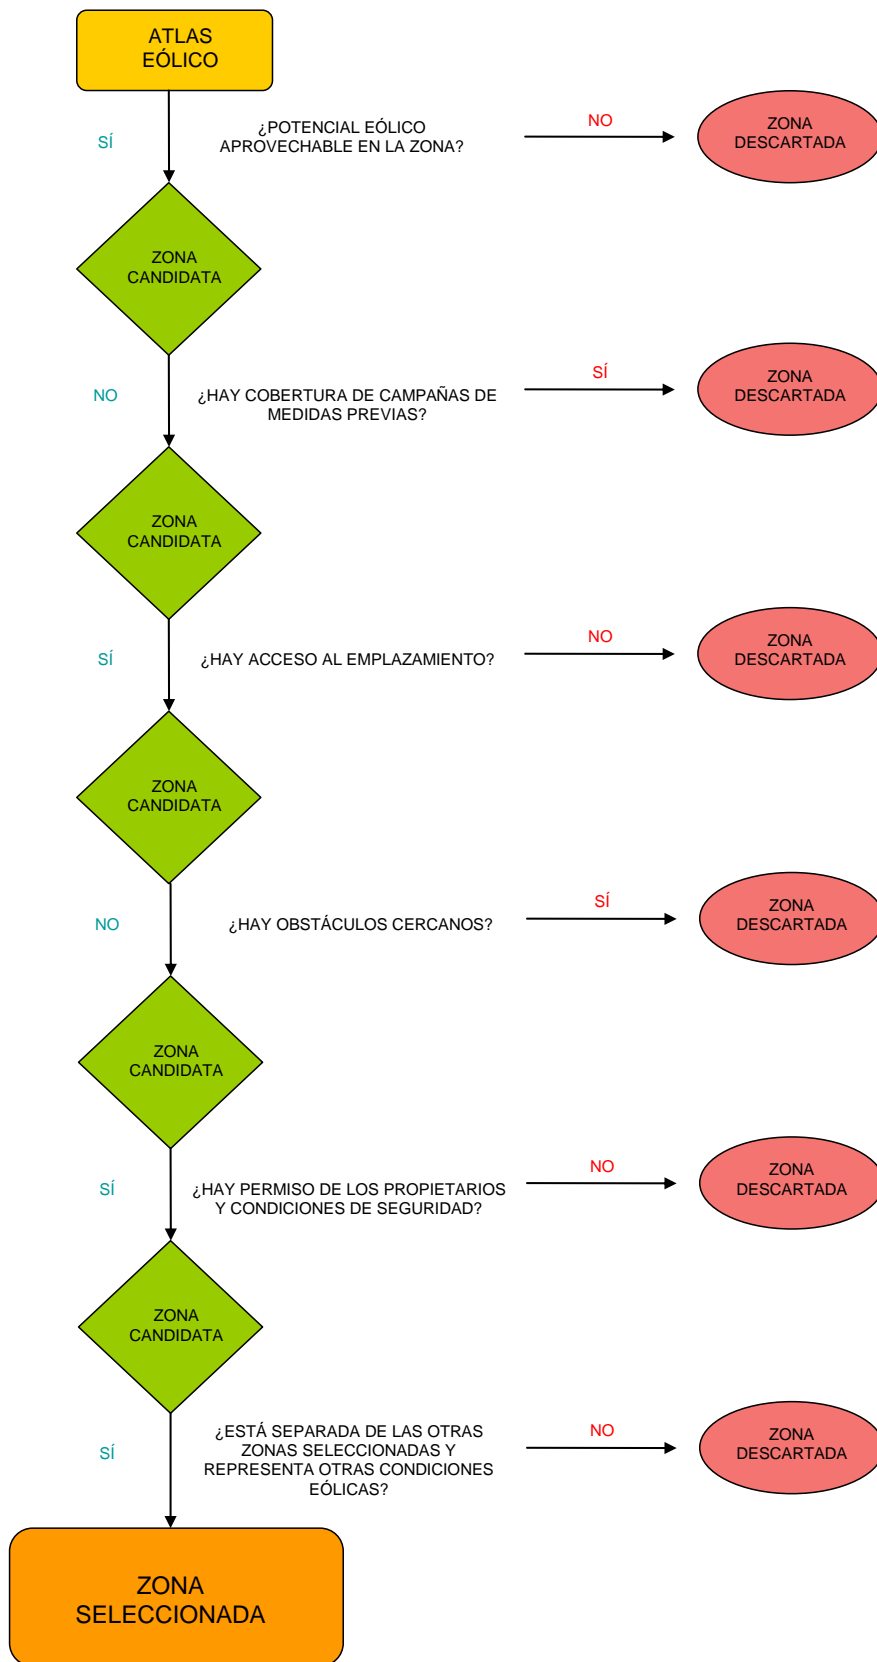 ATLAS
EÓLICO
SÍ
¿POTENCIAL EÓLICO
APROVECHABLE EN LA ZONA?
NO
ZONA
DESCARTADA
ZONA
CANDIDATA
NO
¿HAY COBERTURA DE CAMPAÑAS DE
MEDIDAS PREVIAS?
SÍ
ZONA
DESCARTADA
ZONA
CANDIDATA
SÍ
¿HAY ACCESO AL EMPLAZAMIENTO?
NO
ZONA
DESCARTADA
ZONA
CANDIDATA
NO
¿HAY OBSTÁCULOS CERCANOS?
SÍ
ZONA
DESCARTADA
ZONA
CANDIDATA
SÍ
¿HAY PERMISO DE LOS PROPIETARIOS
Y CONDICIONES DE SEGURIDAD?
NO
ZONA
DESCARTADA
ZONA
CANDIDATA
SÍ
¿ESTÁ SEPARADA DE LAS OTRAS
ZONAS SELECCIONADAS Y
REPRESENTA OTRAS CONDICIONES
EÓLICAS?
NO
ZONA
DESCARTADA
ZONA
SELECCIONADA